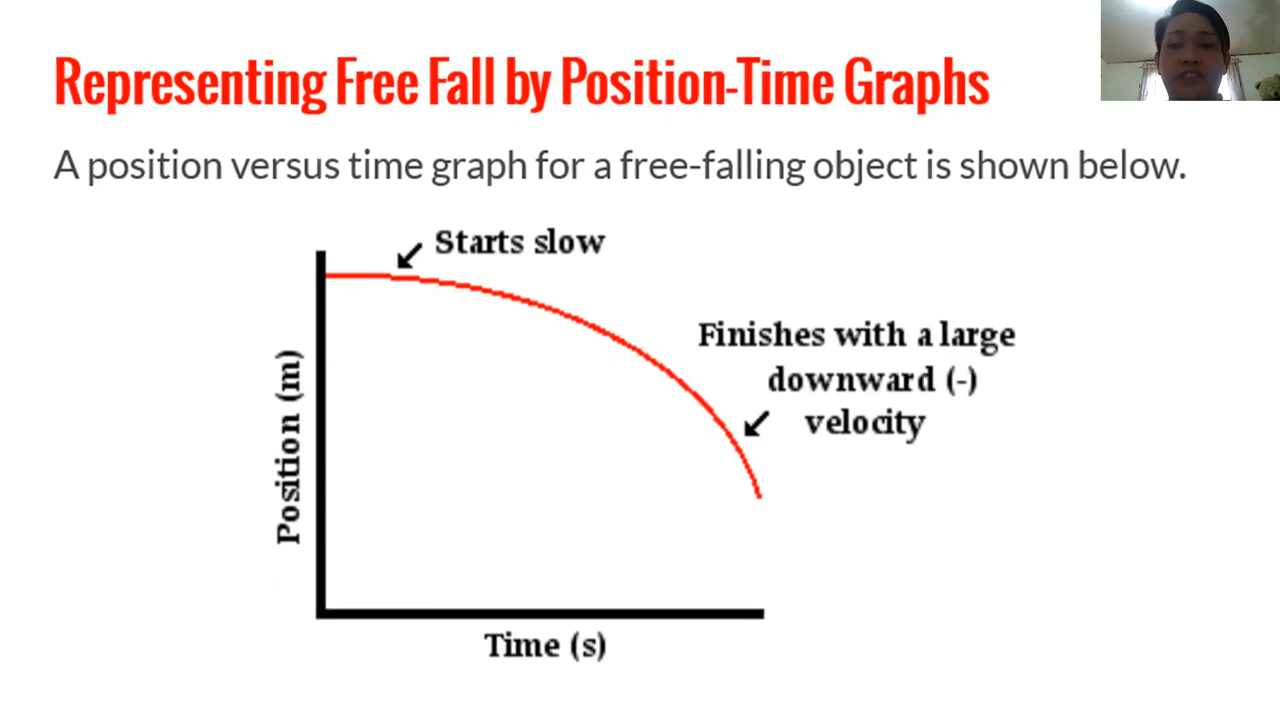 Representing Free Fall by Position-Time Graphs
A position versus time graph for a free-falling object is shown below.
Starts slow
Finishes with a large
downward (-)
velocity
Position (m)
Time (s)